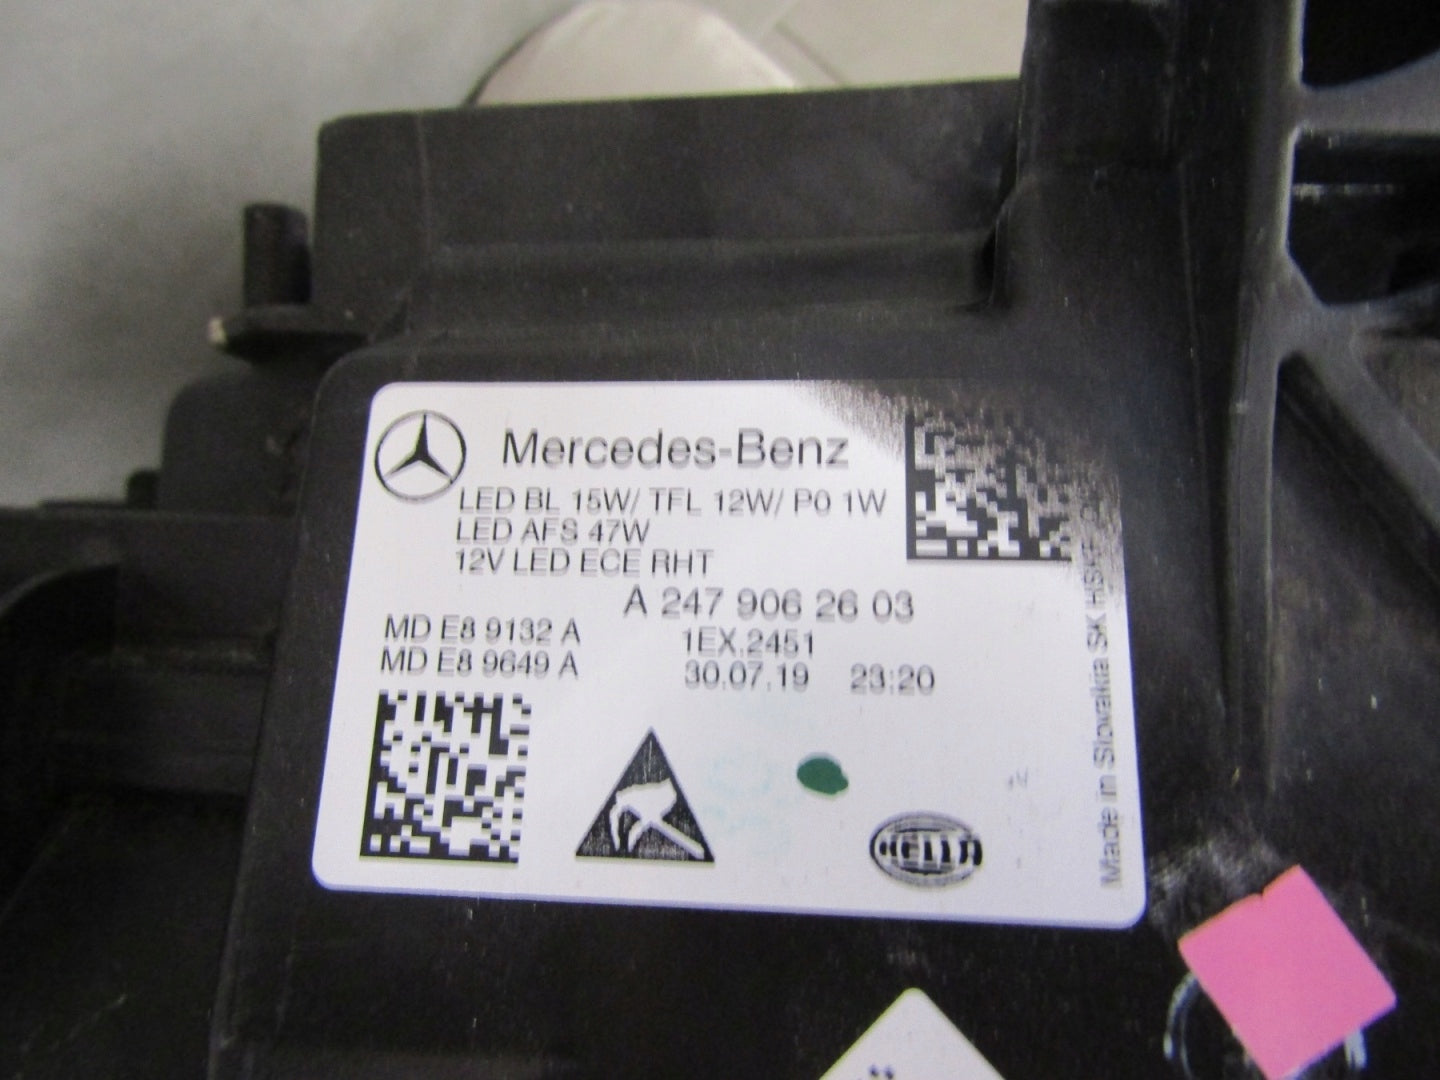 Mercedes-Benz
LED BL 15W/ TFL 12W/ P0 1W
LED AFS 47W
12V LED ECE RHT
A 247 906 26 03
MD E8 9132 A
1EX.2451
MD E8 9649 A
30.07.19 23:20
HELLA
Made in Slovakia SK